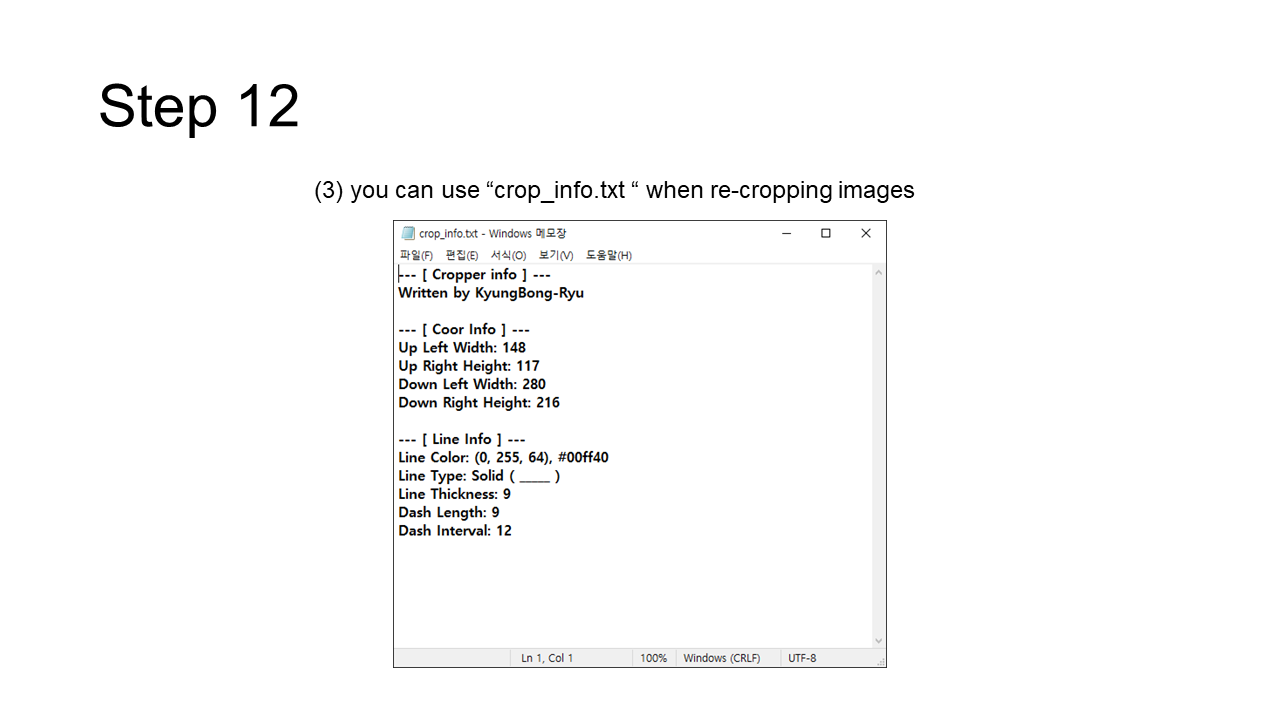 Step 12
(3) you can use “crop_info.txt “ when re-cropping images
crop_info.txt - Windows 메모장
파일(F) 편집(E) 서식(O) 보기(V) 도움말(H)
--- [ Cropper info ] ---
Written by KyungBong-Ryu
--- [ Coor Info ] ---
Up Left Width: 148
Up Right Height: 117
Down Left Width: 280
Down Right Height: 216
--- [ Line Info ] ---
Line Color: (0, 255, 64), #00ff40
Line Type: Solid ( _____ )
Line Thickness: 9
Dash Length: 9
Dash Interval: 12
Ln 1, Col 1 100% Windows (CRLF) UTF-8